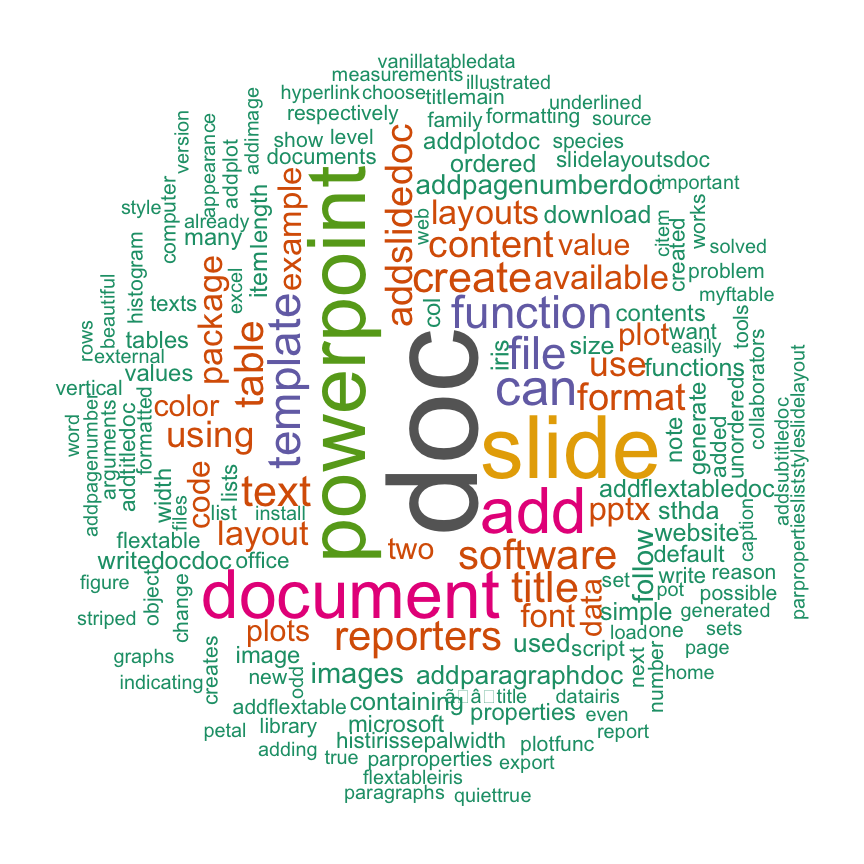 vanillatabledata
measurements
illustrated
hyperlink
choose
titlemain
underlined
respectively
family
formatting
source
show
level
addplotdoc
species
documents
ordered
slidelayoutsdoc
version
appearance
addplot
addimage
addslidedoc
addpagenumberdoc
important
style
already
many
computer
itemlength
example
powerpoint
web
layouts
download
content
value
citem
created
works
solved
create
available
problem
myftable
histogram
beautiful
excel
package
texts
template
col
function
contents
tables
rows
external
table
doc
iris
file
size
plot
want
easily
tools
values
use
functions
collaborators
vertical
can
format
color
word
addpagenumber
arguments
addtitledoc
formatted
using
slide
note
generate
added
unordered
addsubtitledoc
parpropertiesliststyleslidelayout
width
files
code
lists
text
list
install
add
addflextabledoc
pptx
sthda
layout
website
caption
flextable
two
software
follow
default
writedocdoc
office
figure
document
title
data
set
write
reason
pot
possible
object
change
striped
font
simple
generated
plots
reporters
used
script
load
one
sets
graphs
image
next
page
indicating
creates
new
odd
images
addparagraphdoc
number
home
title
datairis
addflextable
containing
properties
even
petal
library
microsoft
report
adding
histirissepalwidth
plotfunc
true
parproperties
export
flextableiris
paragraphs
quiettrue